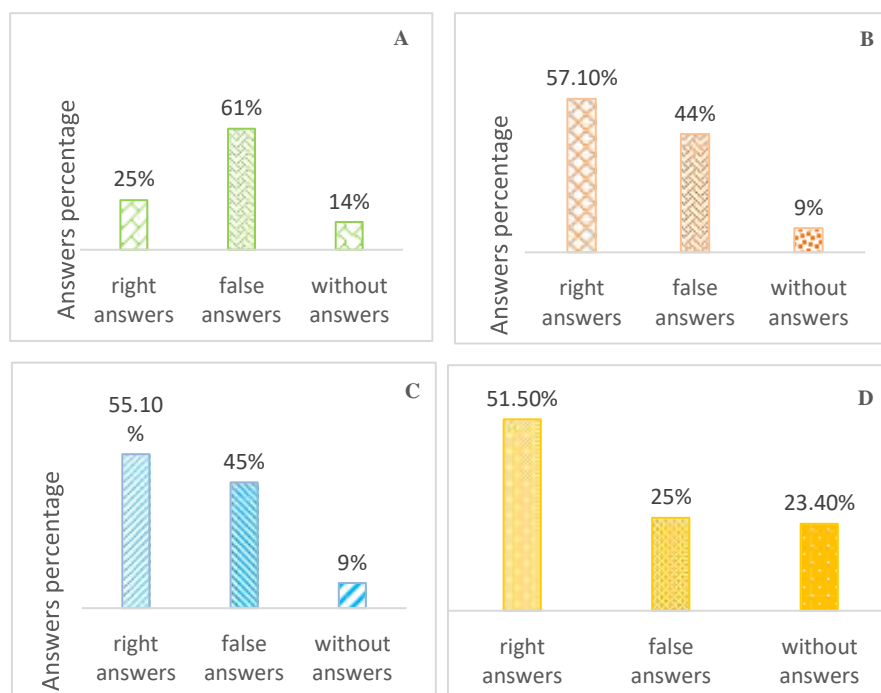 A
Answers percentage
61%
25%
14%
right
answers
false
answers
without
answers
B
57.10%
44%
9%
right
answers
false
answers
without
answers
C
Answers percentage
55.10
%
45%
9%
right
answers
false
answers
without
answers
D
51.50%
25%
23.40%
right
answers
false
answers
without
answers